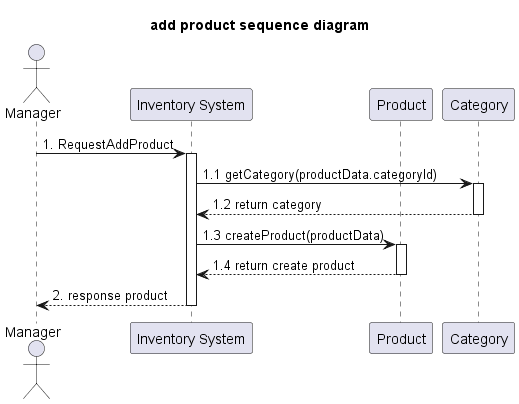 add product sequence diagram
Manager
Inventory System
Product
Category
1. RequestAddProduct
1.1 getCategory(productData.categoryId)
1.2 return category
1.3 createProduct(productData)
1.4 return create product
2. response product
Manager
Inventory System
Product
Category